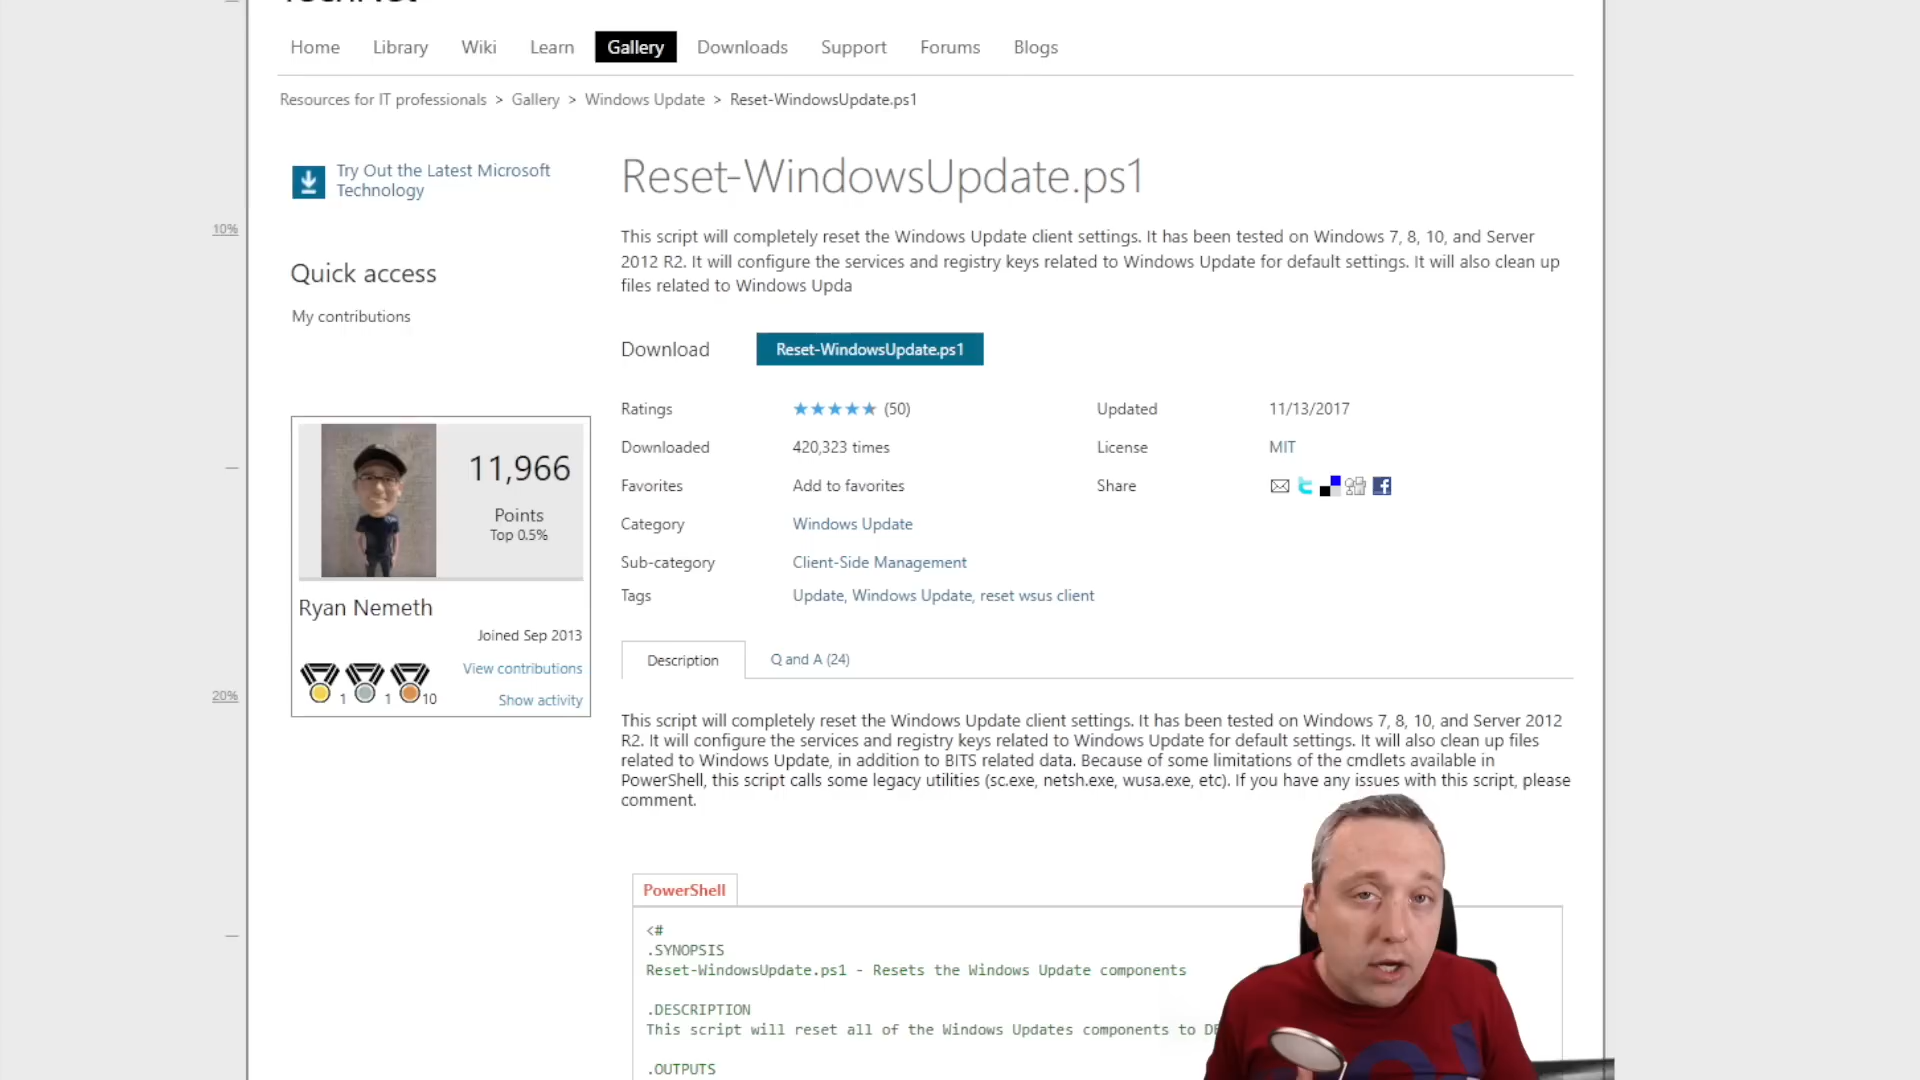 Home Library Wiki Learn Gallery Downloads Support Forums Blogs
Resources for IT professionals > Gallery > Windows Update > Reset-WindowsUpdate.ps1
Try Out the Latest Microsoft
Technology
Reset-WindowsUpdate.ps1
10%
This script will completely reset the Windows Update client settings. It has been tested on Windows 7, 8, 10, and Server
2012 R2. It will configure the services and registry keys related to Windows Update for default settings. It will also clean up
files related to Windows Upda
Quick access
My contributions
Download Reset-WindowsUpdate.ps1
Ratings (50) Updated 11/13/2017
Downloaded 420,323 times License MIT
Favorites Add to favorites Share
Category Windows Update
Sub-category Client-Side Management
Tags Update, Windows Update, reset wsus client
11,966
Points
Top 0.5%
Ryan Nemeth
Joined Sep 2013
View contributions
1 1 10
Show activity
20%
Description Q and A (24)
This script will completely reset the Windows Update client settings. It has been tested on Windows 7, 8, 10, and Server 2012
R2. It will configure the services and registry keys related to Windows Update for default settings. It will also clean up files
related to Windows Update, in addition to BITS related data. Because of some limitations of the cmdlets available in
PowerShell, this script calls some legacy utilities (sc.exe, netsh.exe, wusa.exe, etc). If you have any issues with this script, please
comment.
PowerShell
<#
.SYNOPSIS
Reset-WindowsUpdate.ps1 - Resets the Windows Update components
.DESCRIPTION
This script will reset all of the Windows Updates components to
.OUTPUTS